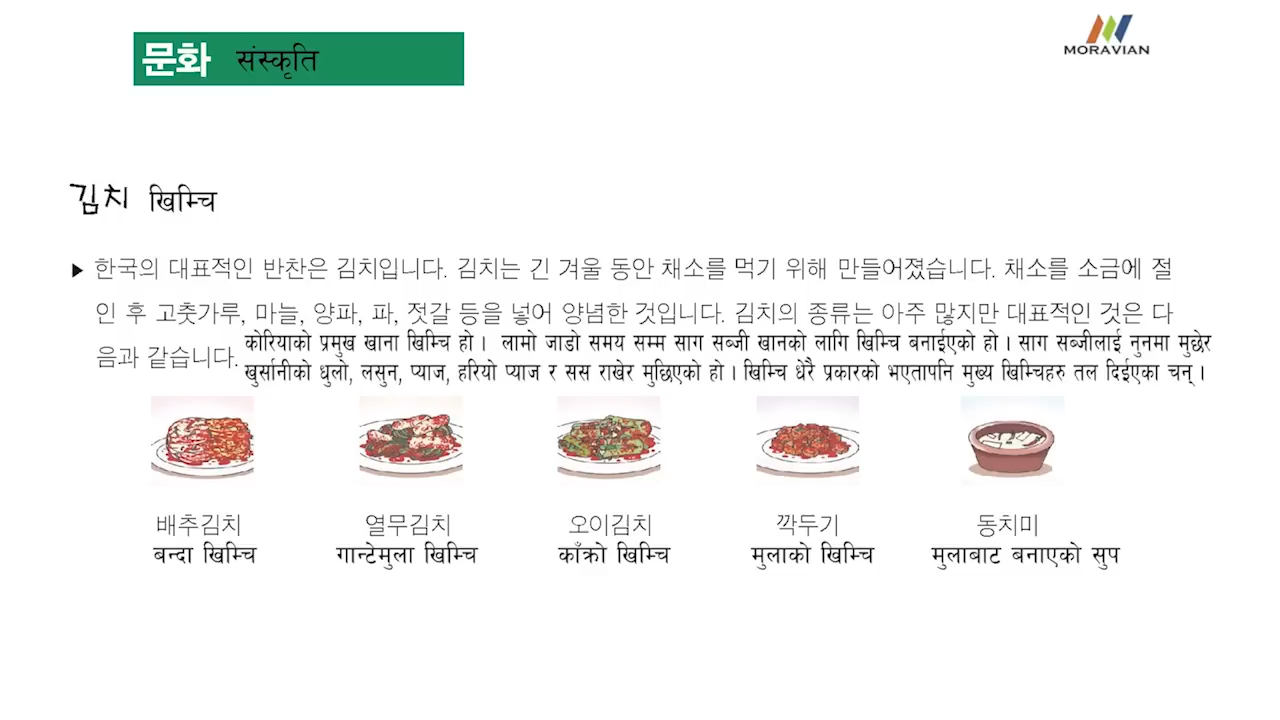 문화 संस्कृति
MORAVIAN
김치 खिम्चि
▶ 한국의 대표적인 반찬은 김치입니다. 김치는 긴 겨울 동안 채소를 먹기 위해 만들어졌습니다. 채소를 소금에 절
인 후 고춧가루, 마늘, 양파, 파, 젓갈 등을 넣어 양념한 것입니다. 김치의 종류는 아주 많지만 대표적인 것은 다
음과 같습니다.
कोरियाको प्रमुख खाना खिम्चि हो । लामो जाडो समय सम्म साग सब्जी खानको लागि खिम्चि बनाईएको हो । साग सब्जीलाई नुनमा मुछेर
खुर्सानीको धुलो, लसुन, प्याज, हरियो प्याज र सस राखेर मुछिएको हो । खिम्चि धेरै प्रकारको भएतापनि मुख्य खिम्चिहरु तल दिईएका चन् ।
배추김치 열무김치 오이김치 깍두기 동치미
बन्दा खिम्चि गान्टेमुला खिम्चि काँक्रो खिम्चि मुलाको खिम्चि मुलाबाट बनाएको सुप